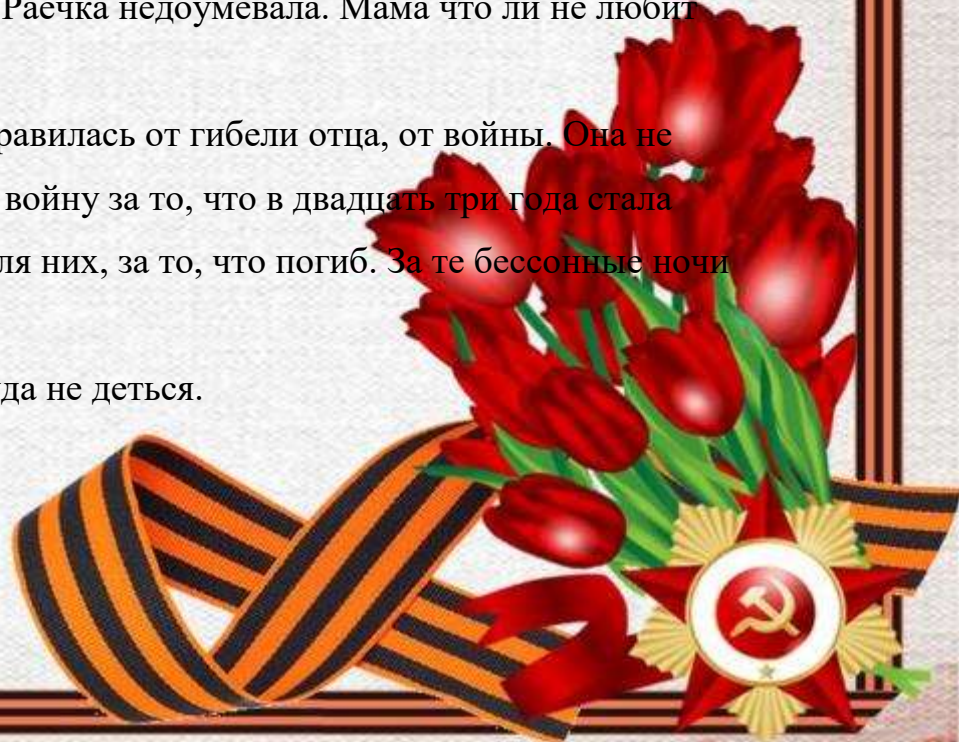 Раечка недоумевала. Мама что ли не любит
равилась от гибели отца, от войны. Она не
войну за то, что в двадцать три года стала
ля них, за то, что погиб. За те бессонные ночи
да не деться.